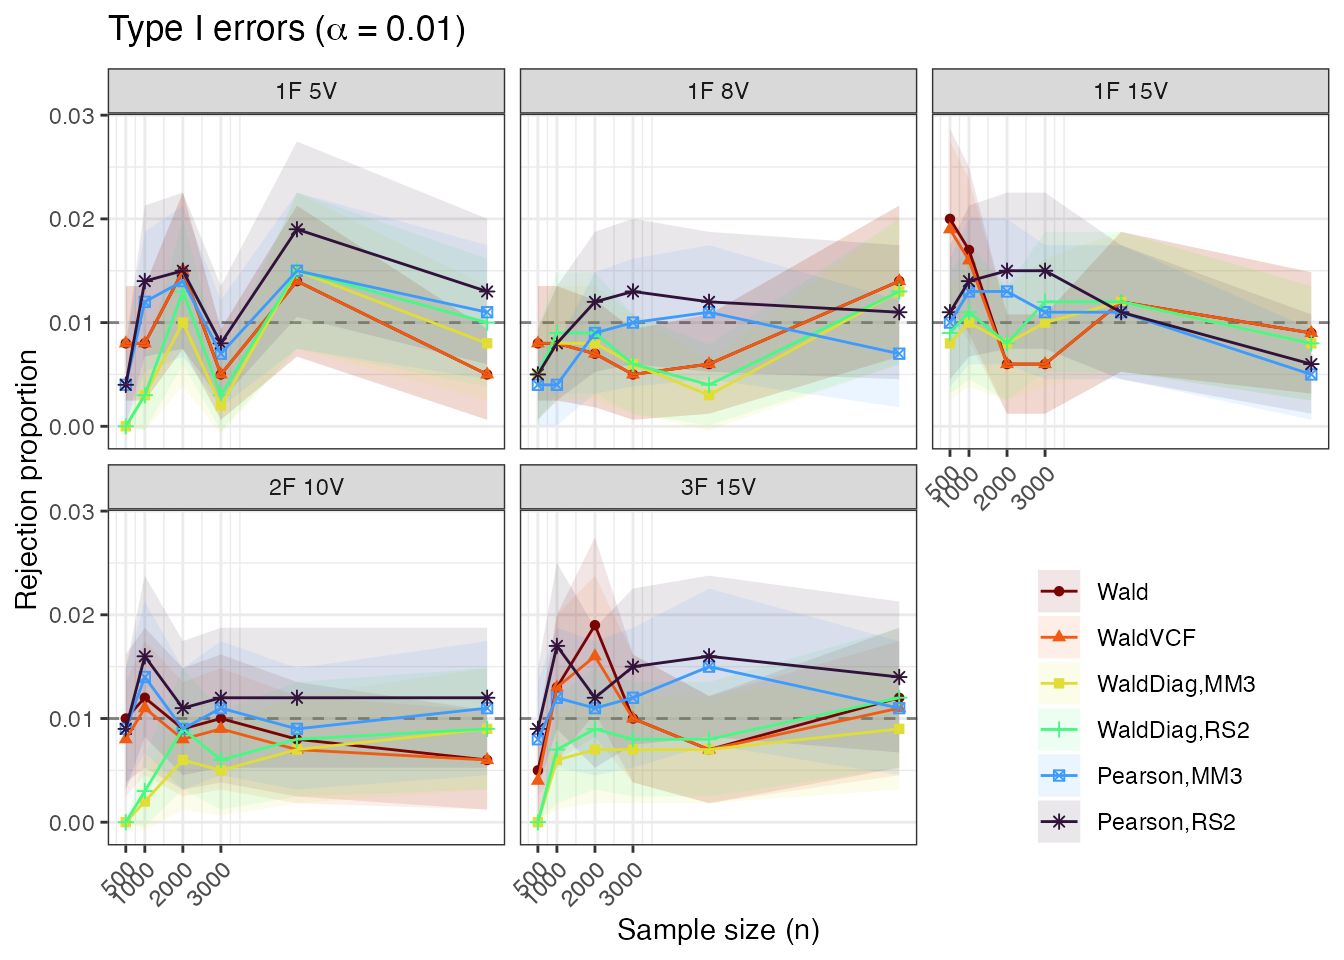 Type I errors (α = 0.01)
1F 5V
1F 8V
1F 15V
0.03
0.02
0.01
0.00
500
1000
2000
3000
2F 10V
3F 15V
0.03
0.02
0.01
0.00
500
1000
2000
3000
500
1000
2000
3000
Rejection proportion
Sample size (n)
Wald
WaldVCF
WaldDiag,MM3
WaldDiag,RS2
Pearson,MM3
Pearson,RS2